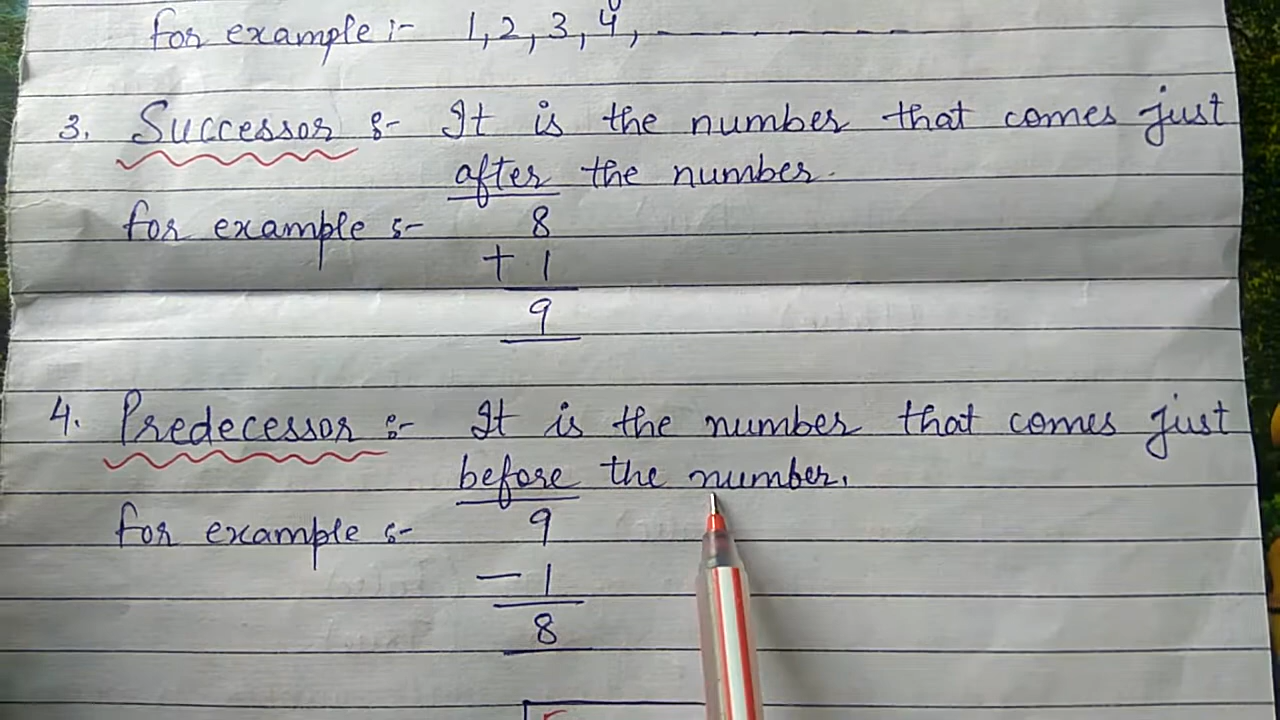 for example :- 1, 2, 3, 4, - - - - - - - - -
3. Successor :- It is the number that comes just
after the number.
for example :- 8
+ 1
9
4. Predecessor :- It is the number that comes just
before the number.
for example :- 9
- 1
8